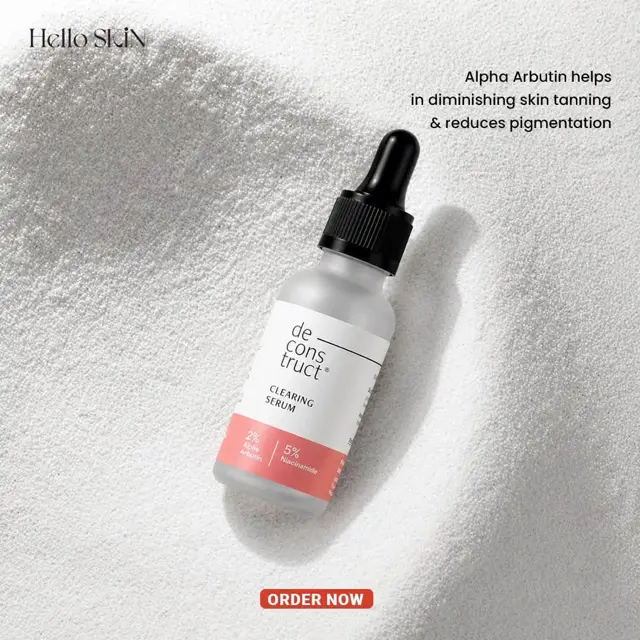 Hello SKiN
Alpha Arbutin helps
in diminishing skin tanning
& reduces pigmentation
de
cons
truct®
CLEARING
SERUM
2%
Alpha
Arbutin
5%
Niacinamide
ORDER NOW